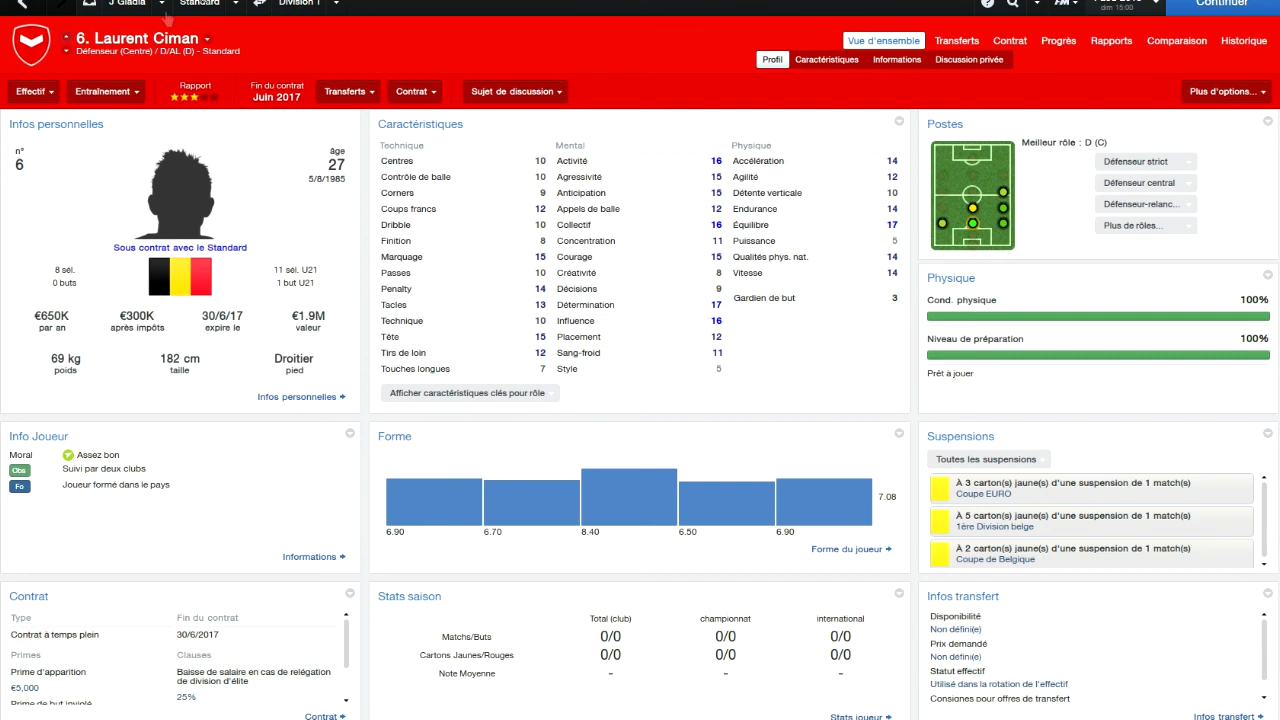 J Gladia
Standard
Division 1
FM
dim 15:00
Continuer
6. Laurent Ciman
Défenseur (Centre) / D/AL (D) - Standard
Vue d'ensemble Transferts Contrat Progrès Rapports Comparaison Historique
Profil Caractéristiques Informations Discussion privée
Effectif
Entraînement
Rapport
Fin du contrat
Juin 2017
Transferts
Contrat
Sujet de discussion
Plus d'options...
Infos personnelles
n°
6
âge
27
5/8/1985
Sous contrat avec le Standard
8 sél.
0 buts
11 sél. U21
1 but U21
€650K
par an
€300K
après impôts
30/6/17
expire le
€1.9M
valeur
69 kg
poids
182 cm
taille
Droitier
pied
Infos personnelles
Caractéristiques
Technique Mental Physique
Centres 10 Activité 16 Accélération 14
Contrôle de balle 10 Agressivité 15 Agilité 12
Corners 9 Anticipation 15 Détente verticale 10
Coups francs 12 Appels de balle 12 Endurance 14
Dribble 10 Collectif 16 Équilibre 17
Finition 8 Concentration 11 Puissance 5
Marquage 15 Courage 15 Qualités phys. nat. 14
Passes 10 Créativité 8 Vitesse 14
Penalty 14 Décisions 9
Gardien de but 3
Tacles 13 Détermination 17
Technique 10 Influence 16
Tête 15 Placement 12
Tirs de loin 12 Sang-froid 11
Touches longues 7 Style 5
Afficher caractéristiques clés pour rôle
Postes
Meilleur rôle : D (C)
Défenseur strict
Défenseur central
Défenseur-relanc...
Plus de rôles...
Physique
Cond. physique 100%
Niveau de préparation 100%
Prêt à jouer
Info Joueur
Moral Assez bon
Obs Suivi par deux clubs
Fo Joueur formé dans le pays
Informations
Forme
7.08
6.90 6.70 8.40 6.50 6.90
Forme du joueur
Suspensions
Toutes les suspensions
À 3 carton(s) jaune(s) d'une suspension de 1 match(s)
Coupe EURO
À 5 carton(s) jaune(s) d'une suspension de 1 match(s)
1ère Division belge
À 2 carton(s) jaune(s) d'une suspension de 1 match(s)
Coupe de Belgique
Contrat
Type Fin du contrat
Contrat à temps plein 30/6/2017
Primes Clauses
Prime d'apparition
€5,000
Prime de but inviolé
Baisse de salaire en cas de relégation
de division d'élite
25%
Contrat
Stats saison
Total (club) championnat international
Matchs/Buts 0/0 0/0 0/0
Cartons Jaunes/Rouges 0/0 0/0 0/0
Note Moyenne - - -
Stats joueur
Infos transfert
Disponibilité
Non défini(e)
Prix demandé
Non défini(e)
Statut effectif
Utilisé dans la rotation de l'effectif
Consignes pour offres de transfert
Infos transfert